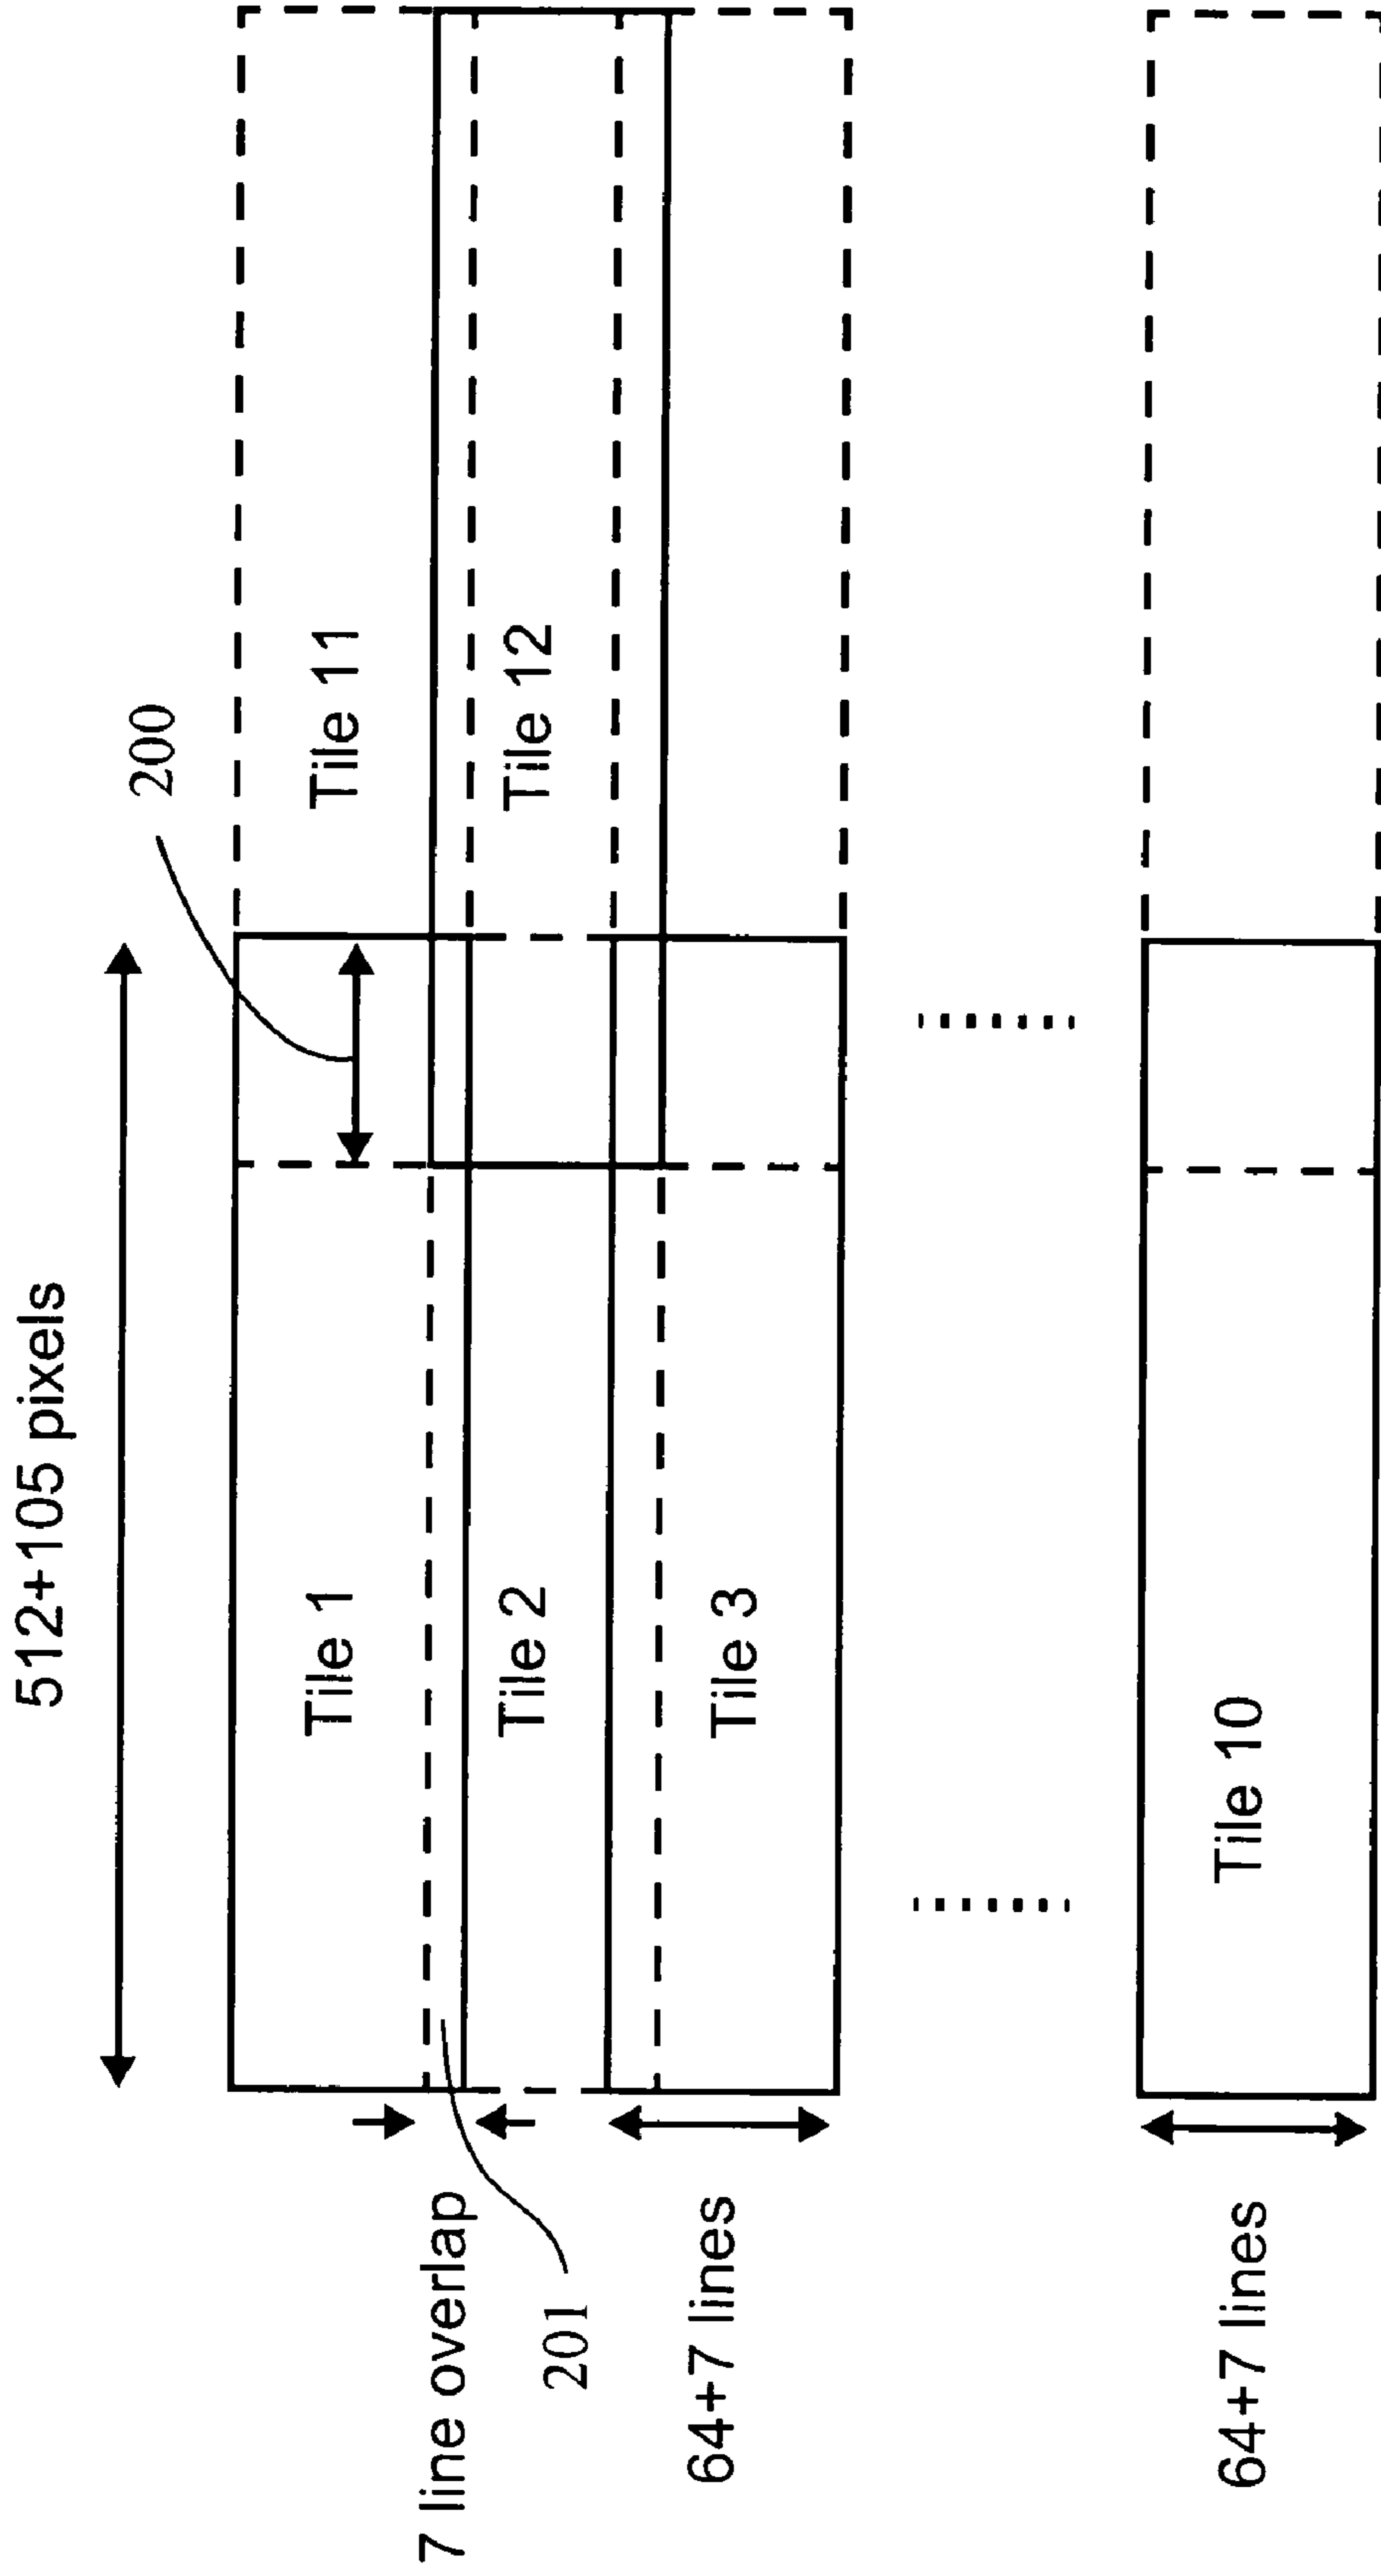 512+105 pixels
200
Tile 11
Tile 12
Tile 1
Tile 2
Tile 3
Tile 10
7 line overlap
201
64+7 lines
64+7 lines